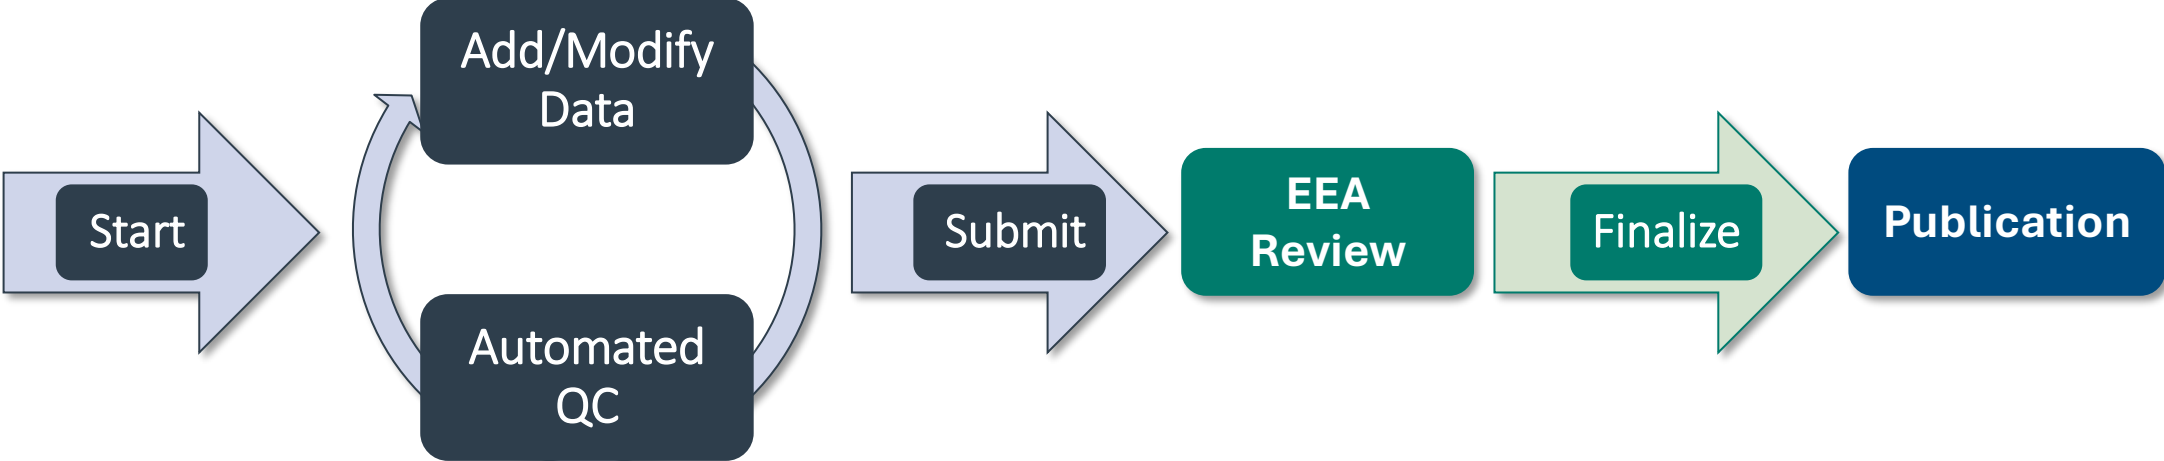 Start
Add/Modify
Data
Automated
QC
Submit
EEA
Review
Finalize
Publication